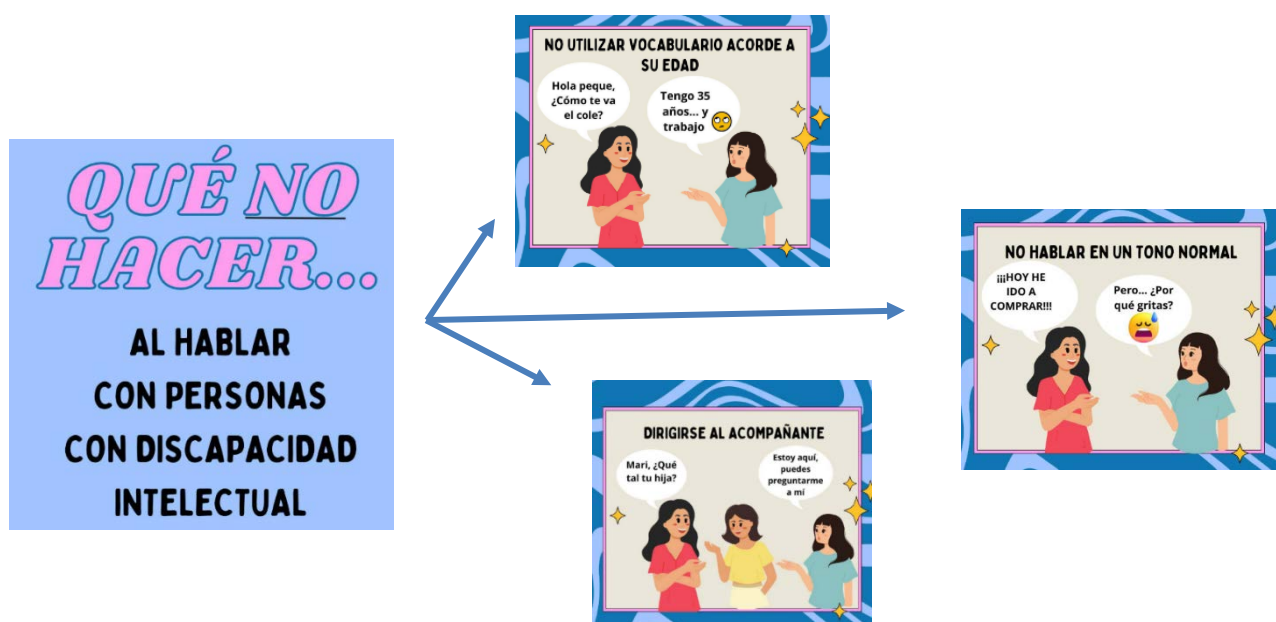 QUÉ NO
HACER...
AL HABLAR
CON PERSONAS
CON DISCAPACIDAD
INTELECTUAL
NO UTILIZAR VOCABULARIO ACORDE A
SU EDAD
Hola peque,
¿Cómo te va
el cole?
Tengo 35
años... y
trabajo
NO HABLAR EN UN TONO NORMAL
¡¡¡HOY HE
IDO A
COMPRAR!!!
Pero... ¿Por
qué gritas?
DIRIGIRSE AL ACOMPAÑANTE
Mari, ¿Qué
tal tu hija?
Estoy aquí,
puedes
preguntarme
a mí